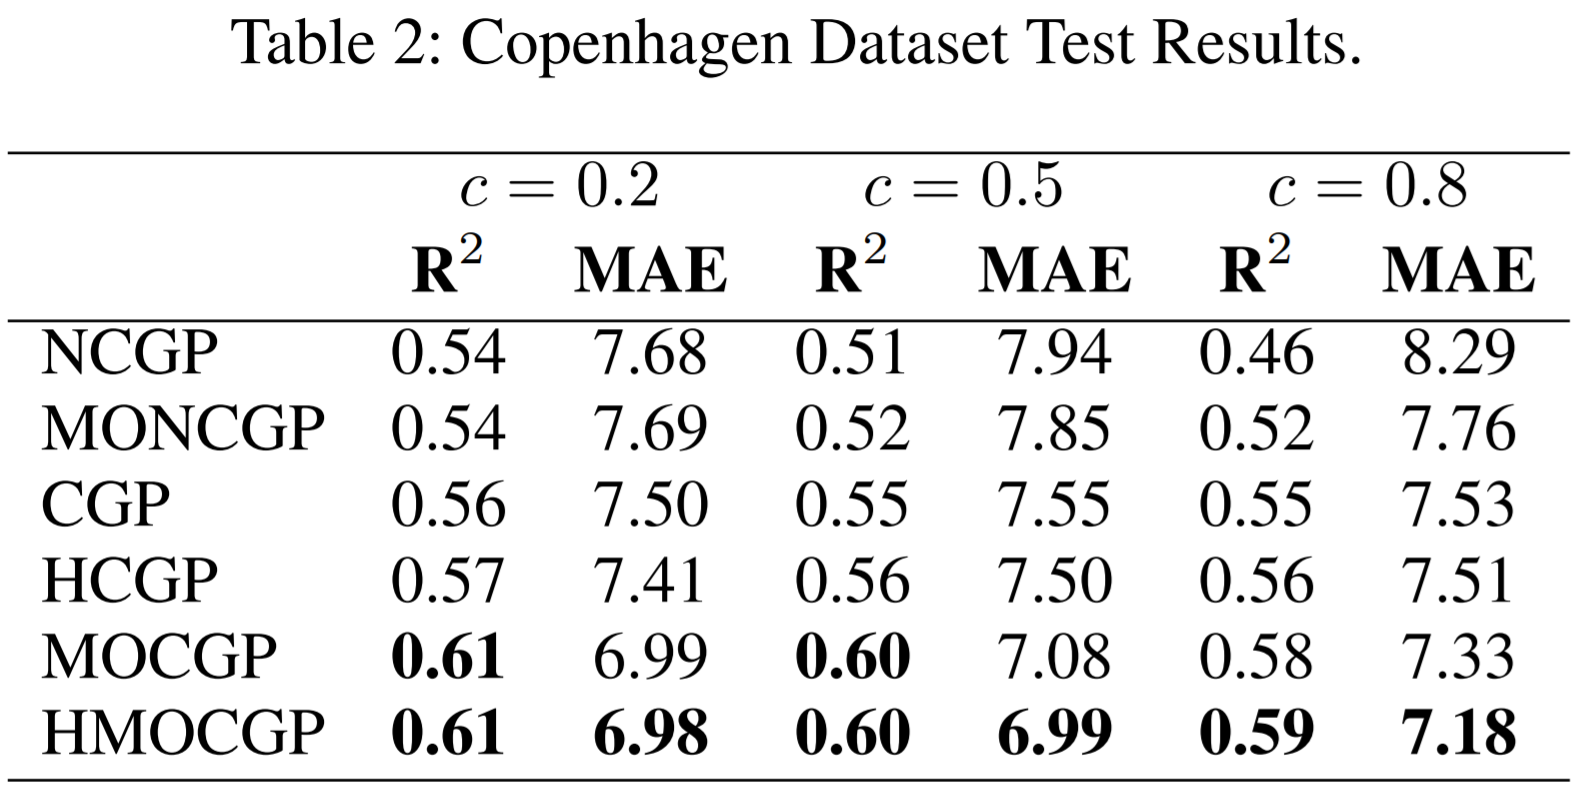 Table 2: Copenhagen Dataset Test Results.
c = 0.2 c = 0.5 c = 0.8
R² MAE R² MAE R² MAE
NCGP 0.54 7.68 0.51 7.94 0.46 8.29
MONCGP 0.54 7.69 0.52 7.85 0.52 7.76
CGP 0.56 7.50 0.55 7.55 0.55 7.53
HCGP 0.57 7.41 0.56 7.50 0.56 7.51
MOCGP 0.61 6.99 0.60 7.08 0.58 7.33
HMOCGP 0.61 6.98 0.60 6.99 0.59 7.18